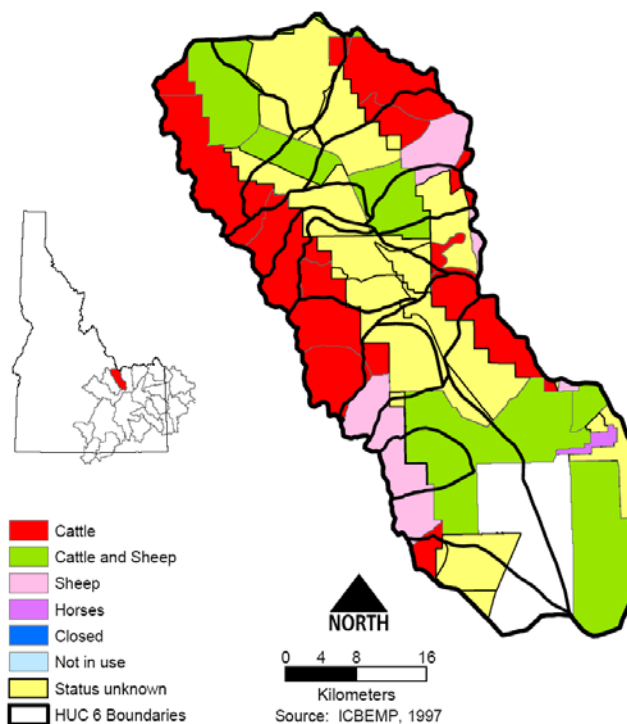 Cattle
Cattle and Sheep
Sheep
Horses
Closed
Not in use
Status unknown
HUC 6 Boundaries
NORTH
0 4 8 16
Kilometers
Source: ICBEMP, 1997